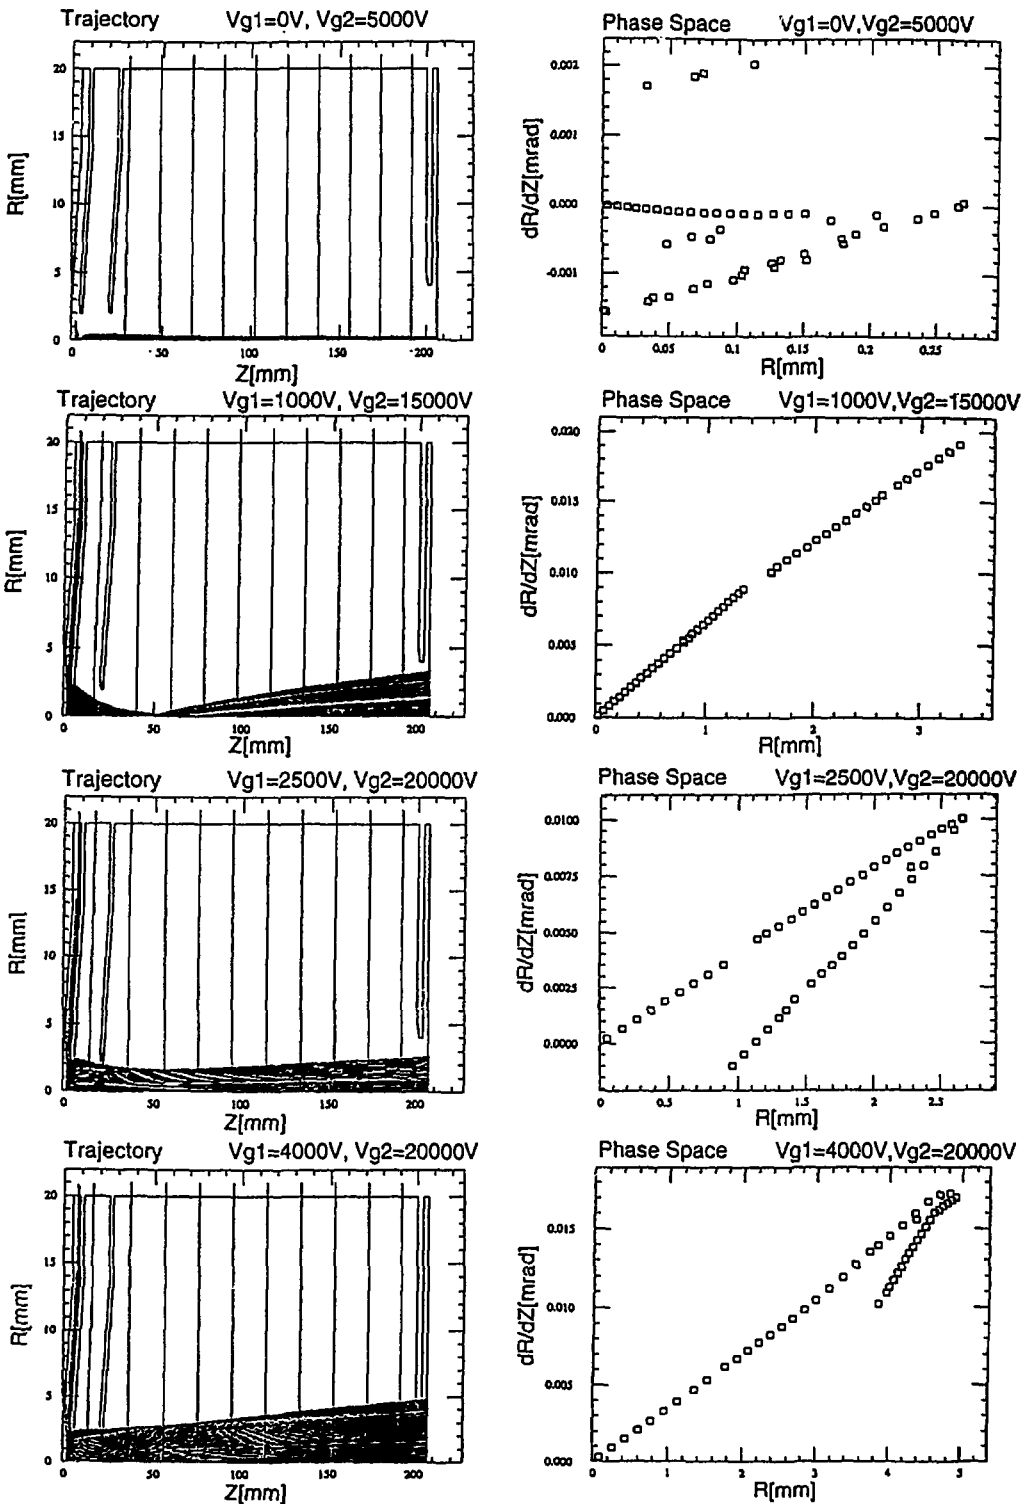 Trajectory Vg1=0V, Vg2=5000V
20
15
10
5
0
R[mm]
0 50 100 150 200
Z[mm]
Phase Space Vg1=0V,Vg2=5000V
0.002
0.001
0.000
-0.001
dR/dZ[mrad]
0 0.05 0.1 0.15 0.2 0.25
R[mm]
Trajectory Vg1=1000V, Vg2=15000V
20
15
10
5
0
R[mm]
0 50 100 150 200
Z[mm]
Phase Space Vg1=1000V,Vg2=15000V
0.020
0.015
0.010
0.005
0.000
dR/dZ[mrad]
0 1 2 3
R[mm]
Trajectory Vg1=2500V, Vg2=20000V
20
15
10
5
0
R[mm]
0 50 100 150 200
Z[mm]
Phase Space Vg1=2500V,Vg2=20000V
0.0100
0.0075
0.0050
0.0025
0.0000
dR/dZ[mrad]
0 0.5 1 1.5 2 2.5
R[mm]
Trajectory Vg1=4000V, Vg2=20000V
20
15
10
5
0
R[mm]
0 50 100 150 200
Z[mm]
Phase Space Vg1=4000V,Vg2=20000V
0.015
0.010
0.005
0.000
dR/dZ[mrad]
0 1 2 3 4 5
R[mm]